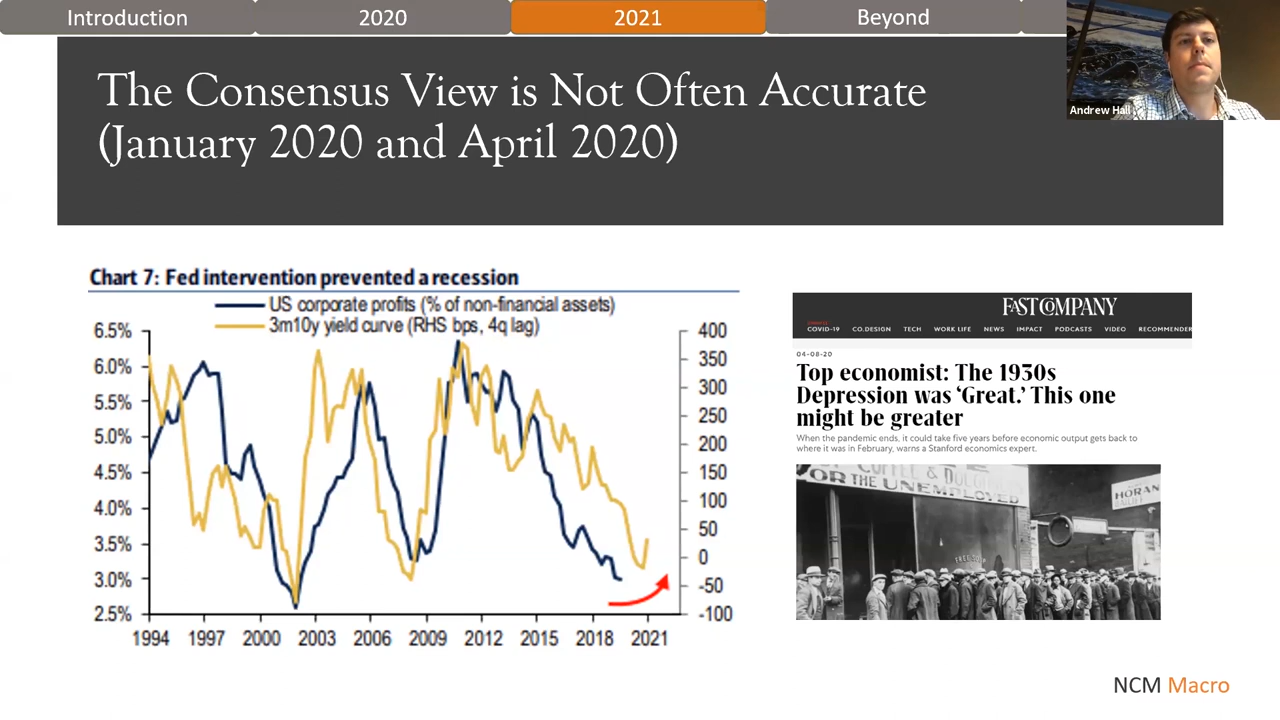 Introduction
2020
2021
Beyond
Andrew Hall
The Consensus View is Not Often Accurate
(January 2020 and April 2020)
Chart 7: Fed intervention prevented a recession
US corporate profits (% of non-financial assets)
3m10y yield curve (RHS bps, 4q lag)
6.5%
6.0%
5.5%
5.0%
4.5%
4.0%
3.5%
3.0%
2.5%
400
350
300
250
200
150
100
50
0
-50
-100
1994 1997 2000 2003 2006 2009 2012 2015 2018 2021
FAST COMPANY
COVID-19 CO.DESIGN TECH WORK LIFE NEWS IMPACT PODCASTS VIDEO RECOMMENDER
04-08-20
Top economist: The 1930s
Depression was ‘Great.’ This one
might be greater
When the pandemic ends, it could take five years before economic output gets back to
where it was in February, warns a Stanford economics expert.
COFFEE &
FOR THE UNEMPLOYED
HORAN
NCM Macro